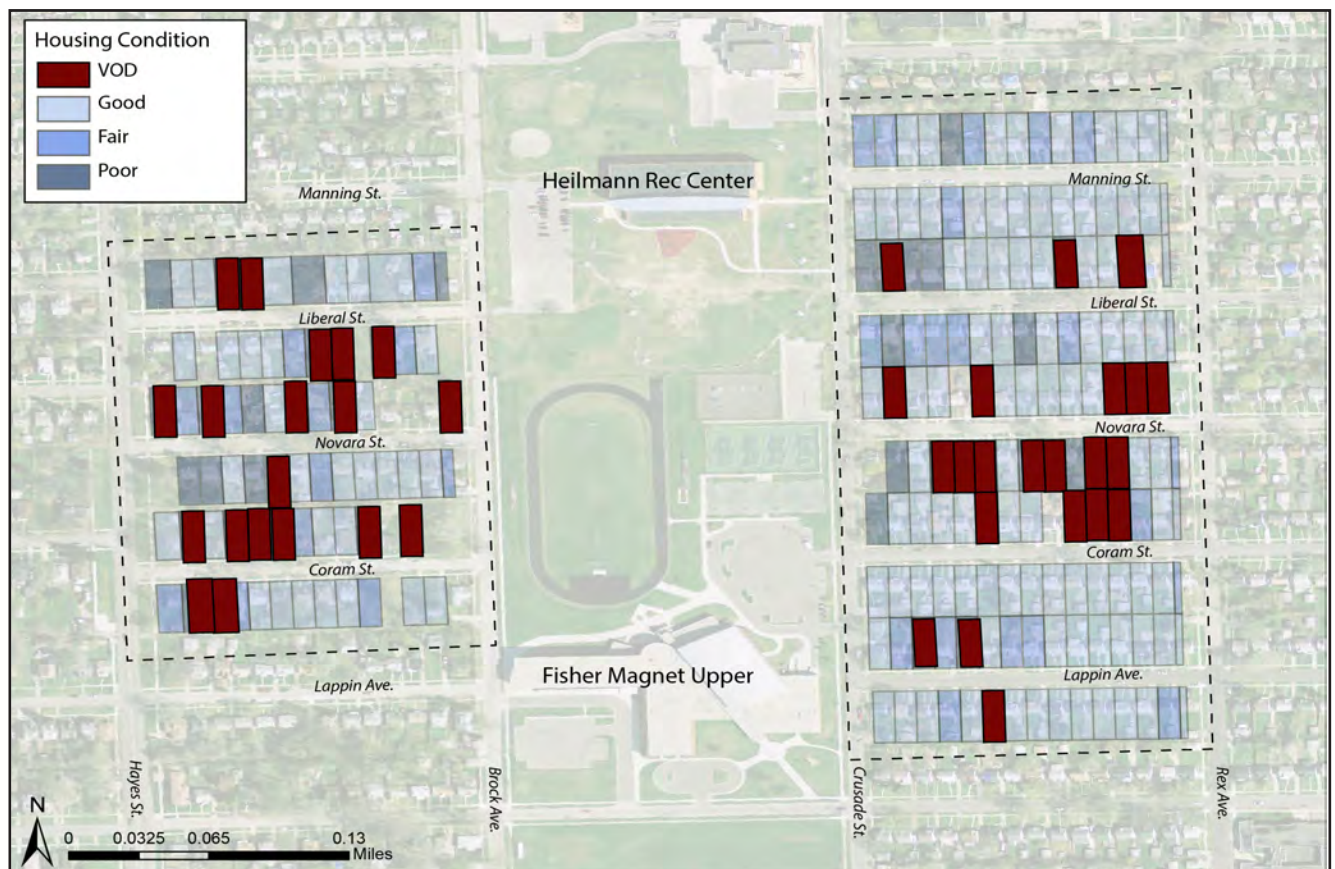 Housing Condition
VOD
Good
Fair
Poor
Manning St.
Heilmann Rec Center
Manning St.
Liberal St.
Liberal St.
Novara St.
Novara St.
Coram St.
Coram St.
Lappin Ave.
Fisher Magnet Upper
Lappin Ave.
Hayes St.
Brock Ave.
Crusade St.
Rex Ave.
N
0 0.0325 0.065 0.13
Miles